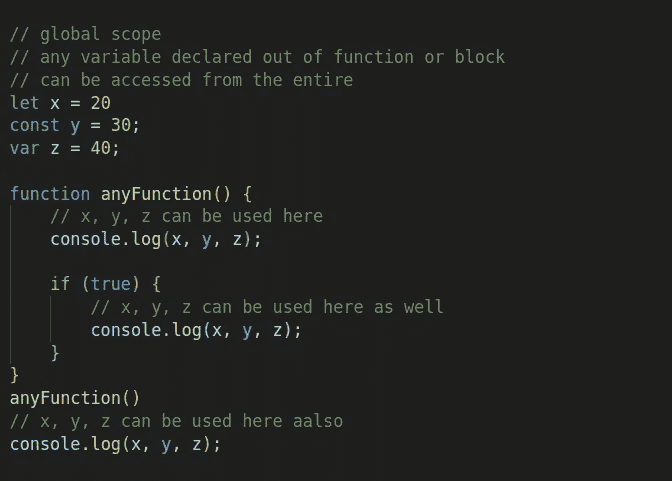 // global scope
// any variable declared out of function or block
// can be accessed from the entire
let x = 20
const y = 30;
var z = 40;
function anyFunction() {
// x, y, z can be used here
console.log(x, y, z);
if (true) {
// x, y, z can be used here as well
console.log(x, y, z);
}
}
anyFunction()
// x, y, z can be used here aalso
console.log(x, y, z);